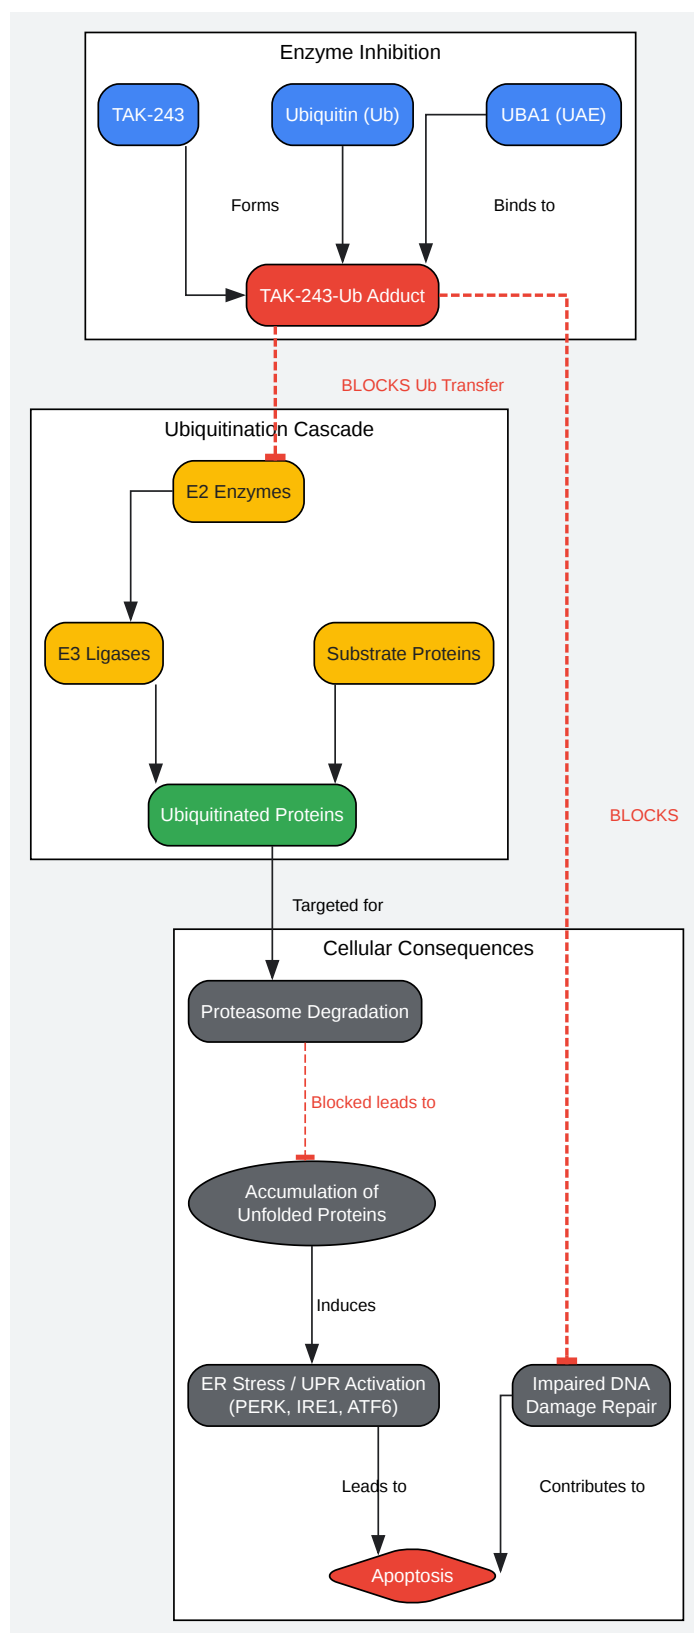 Enzyme Inhibition
TAK-243
Ubiquitin (Ub)
UBA1 (UAE)
Forms
Binds to
TAK-243-Ub Adduct
BLOCKS Ub Transfer
Ubiquitination Cascade
E2 Enzymes
E3 Ligases
Substrate Proteins
Ubiquitinated Proteins
BLOCKS
Targeted for
Cellular Consequences
Proteasome Degradation
Blocked leads to
Accumulation of
Unfolded Proteins
Induces
ER Stress / UPR Activation
(PERK, IRE1, ATF6)
Impaired DNA
Damage Repair
Leads to
Contributes to
Apoptosis